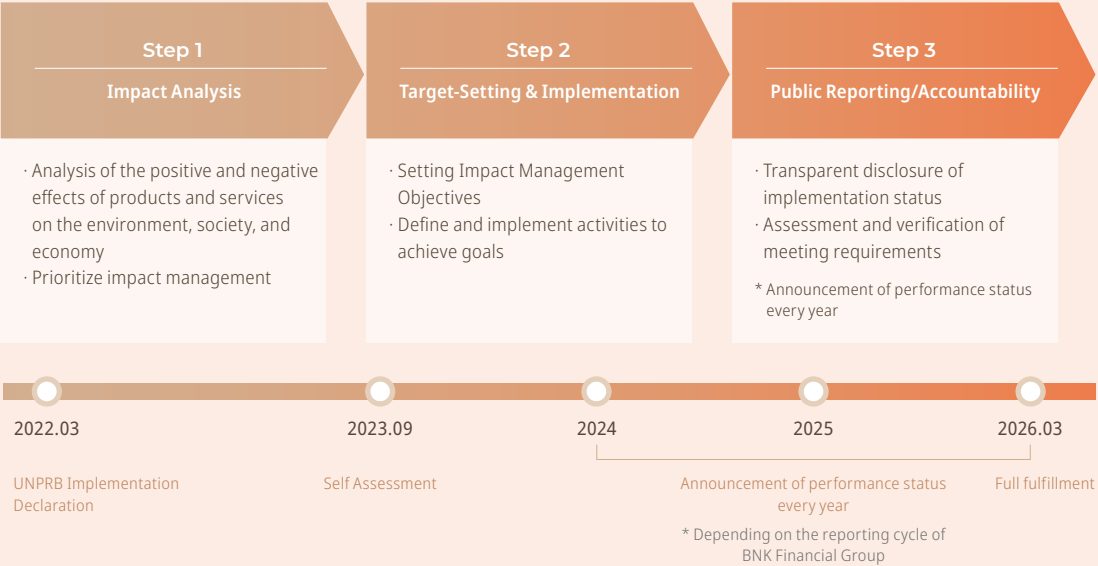 Step 1
Impact Analysis
· Analysis of the positive and negative
effects of products and services
on the environment, society, and
economy
· Prioritize impact management
Step 2
Target-Setting & Implementation
· Setting Impact Management
Objectives
· Define and implement activities to
achieve goals
Step 3
Public Reporting/Accountability
· Transparent disclosure of
implementation status
· Assessment and verification of
meeting requirements
* Announcement of performance status
every year
2022.03
UNPRB Implementation
Declaration
2023.09
Self Assessment
2024
2025
2026.03
Announcement of performance status
every year
* Depending on the reporting cycle of
BNK Financial Group
Full fulfillment